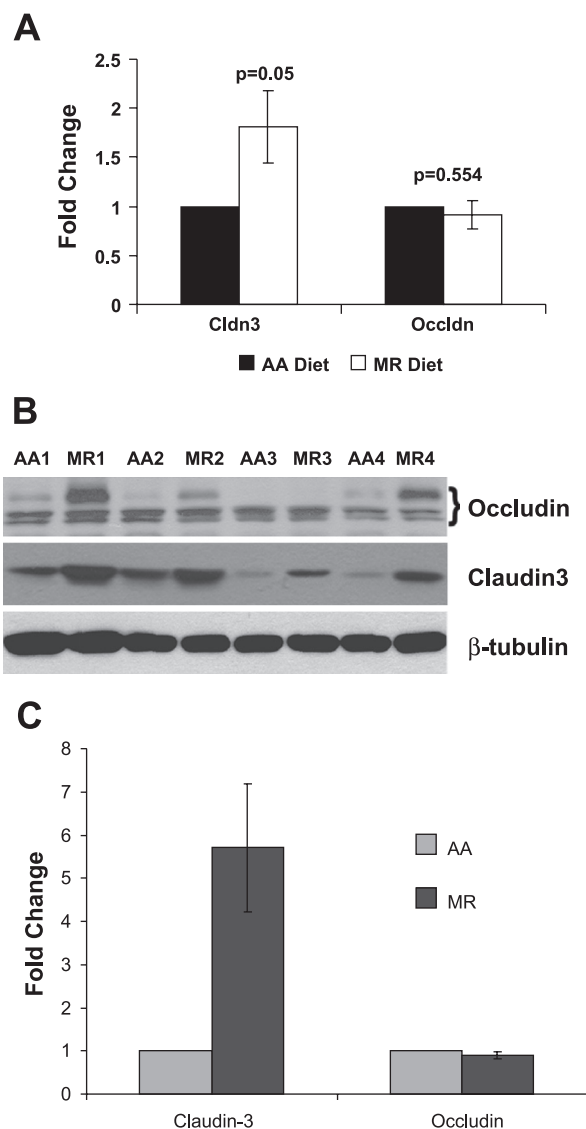 A
2.5
2
1.5
1
0.5
0
Fold Change
p=0.05
p=0.554
Cldn3 Occldn
AA Diet MR Diet
B
AA1 MR1 AA2 MR2 AA3 MR3 AA4 MR4
Occludin
Claudin3
β-tubulin
C
8
7
6
5
4
3
2
1
0
Fold Change
AA
MR
Claudin-3 Occludin